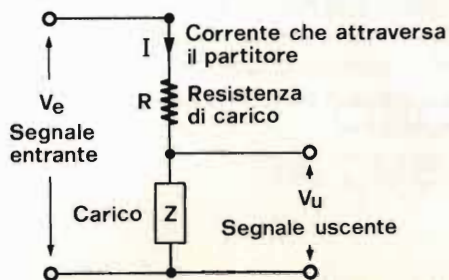 I
Corrente che attraversa
il partitore
Ve
Segnale
entrante
R
Resistenza
di carico
Carico
Z
Vu
Segnale uscente